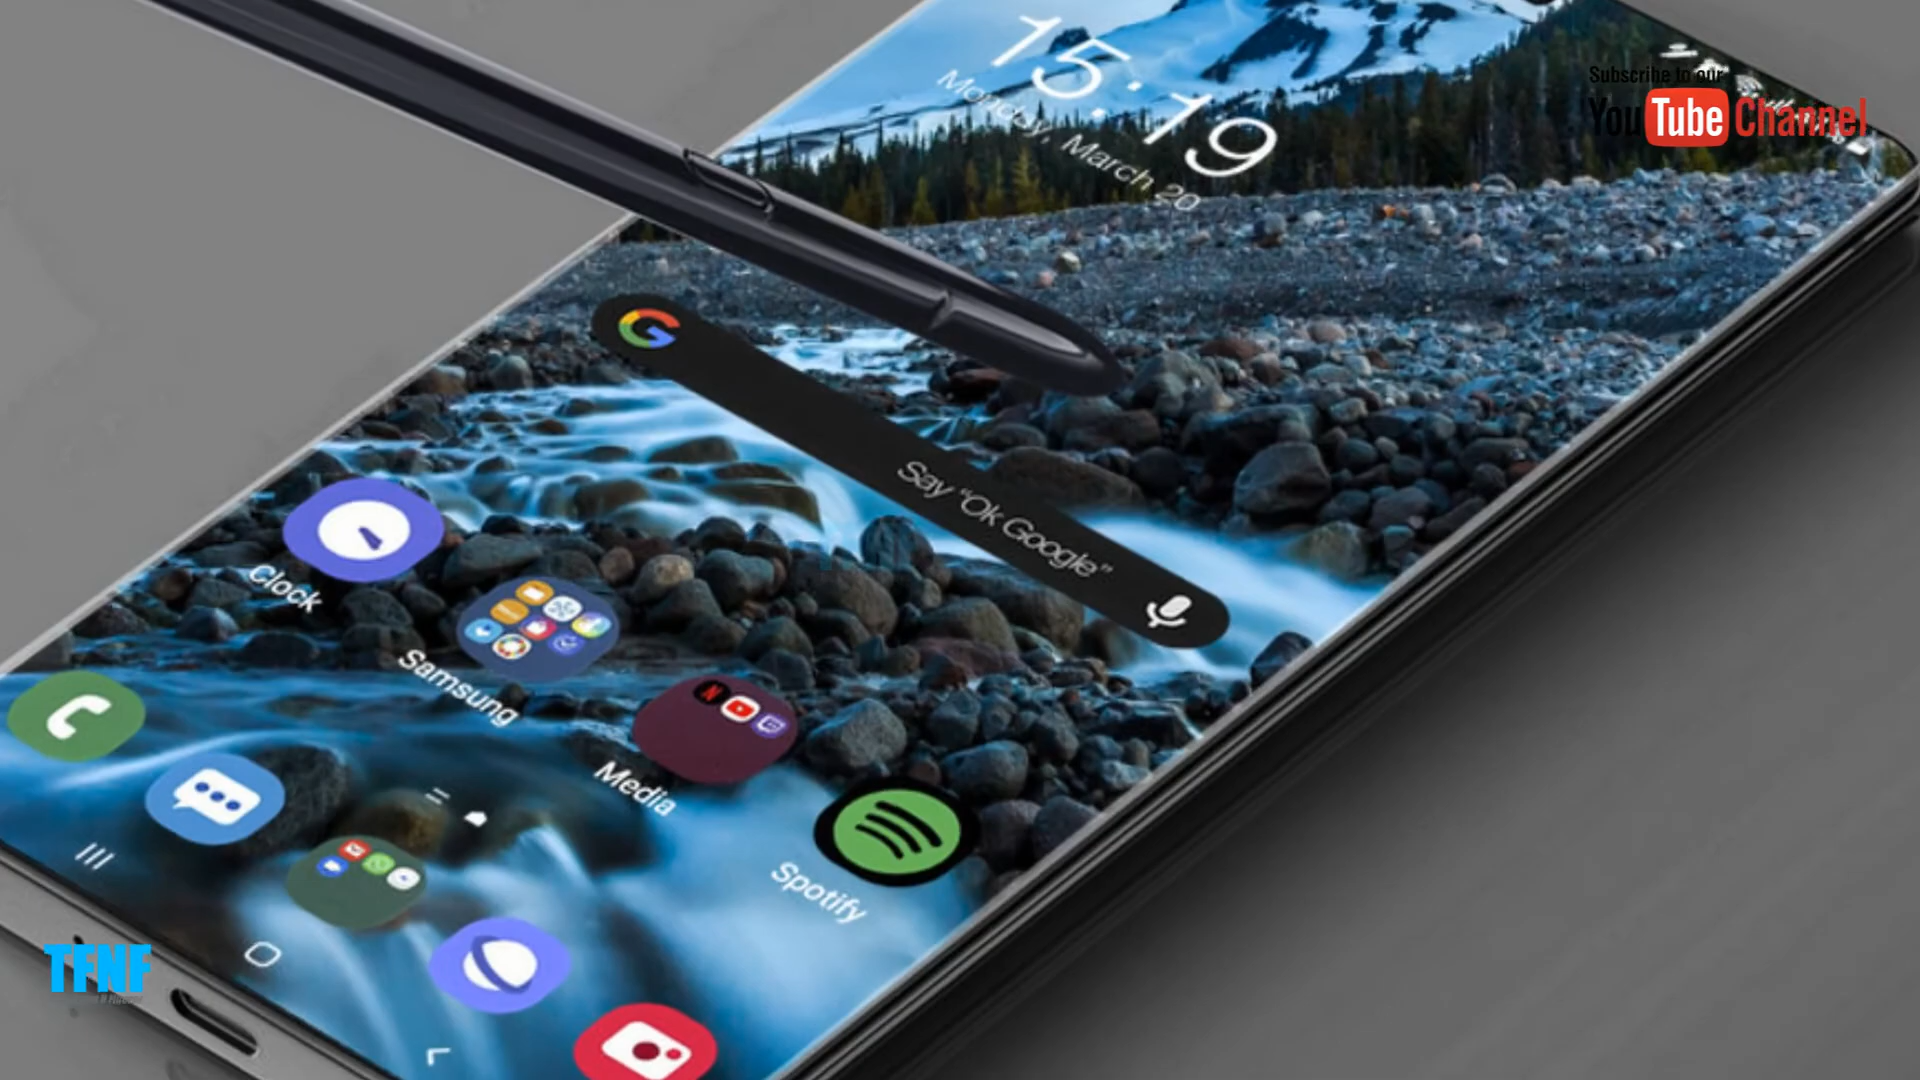 15:19
Monday, March 20
Subscribe to our
YouTube Channel
G
Say “Ok Google”
Clock
Samsung
Media
Spotify
TFNF